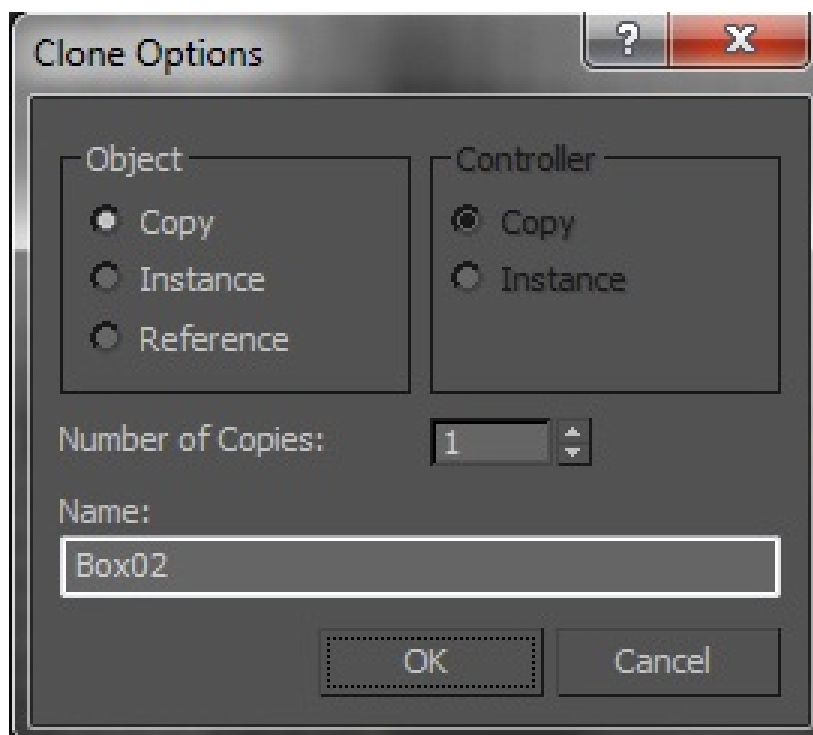 Clone Options
?
X
Object
Copy
Instance
Reference
Controller
Copy
Instance
Number of Copies: 1
Name:
Box02
OK Cancel